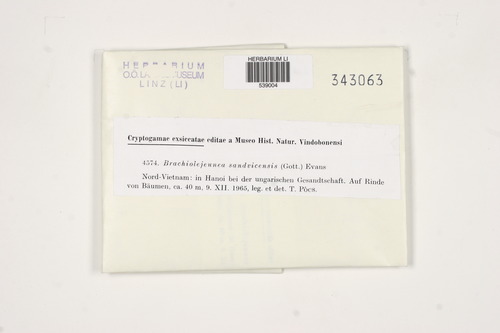 HERBARIUM
O.Ö. LANDESMUSEUM
LINZ (LI)
HERBARIUM LI
539004
343063
Cryptogamae exsiccatae editae a Museo Hist. Natur. Vindobonensi
4574. Brachiolejeunea sandvicensis (Gott.) Evans
Nord-Vietnam: in Hanoi bei der ungarischen Gesandtschaft. Auf Rinde
von Bäumen, ca. 40 m, 9. XII. 1965, leg. et det. T. Pócs.